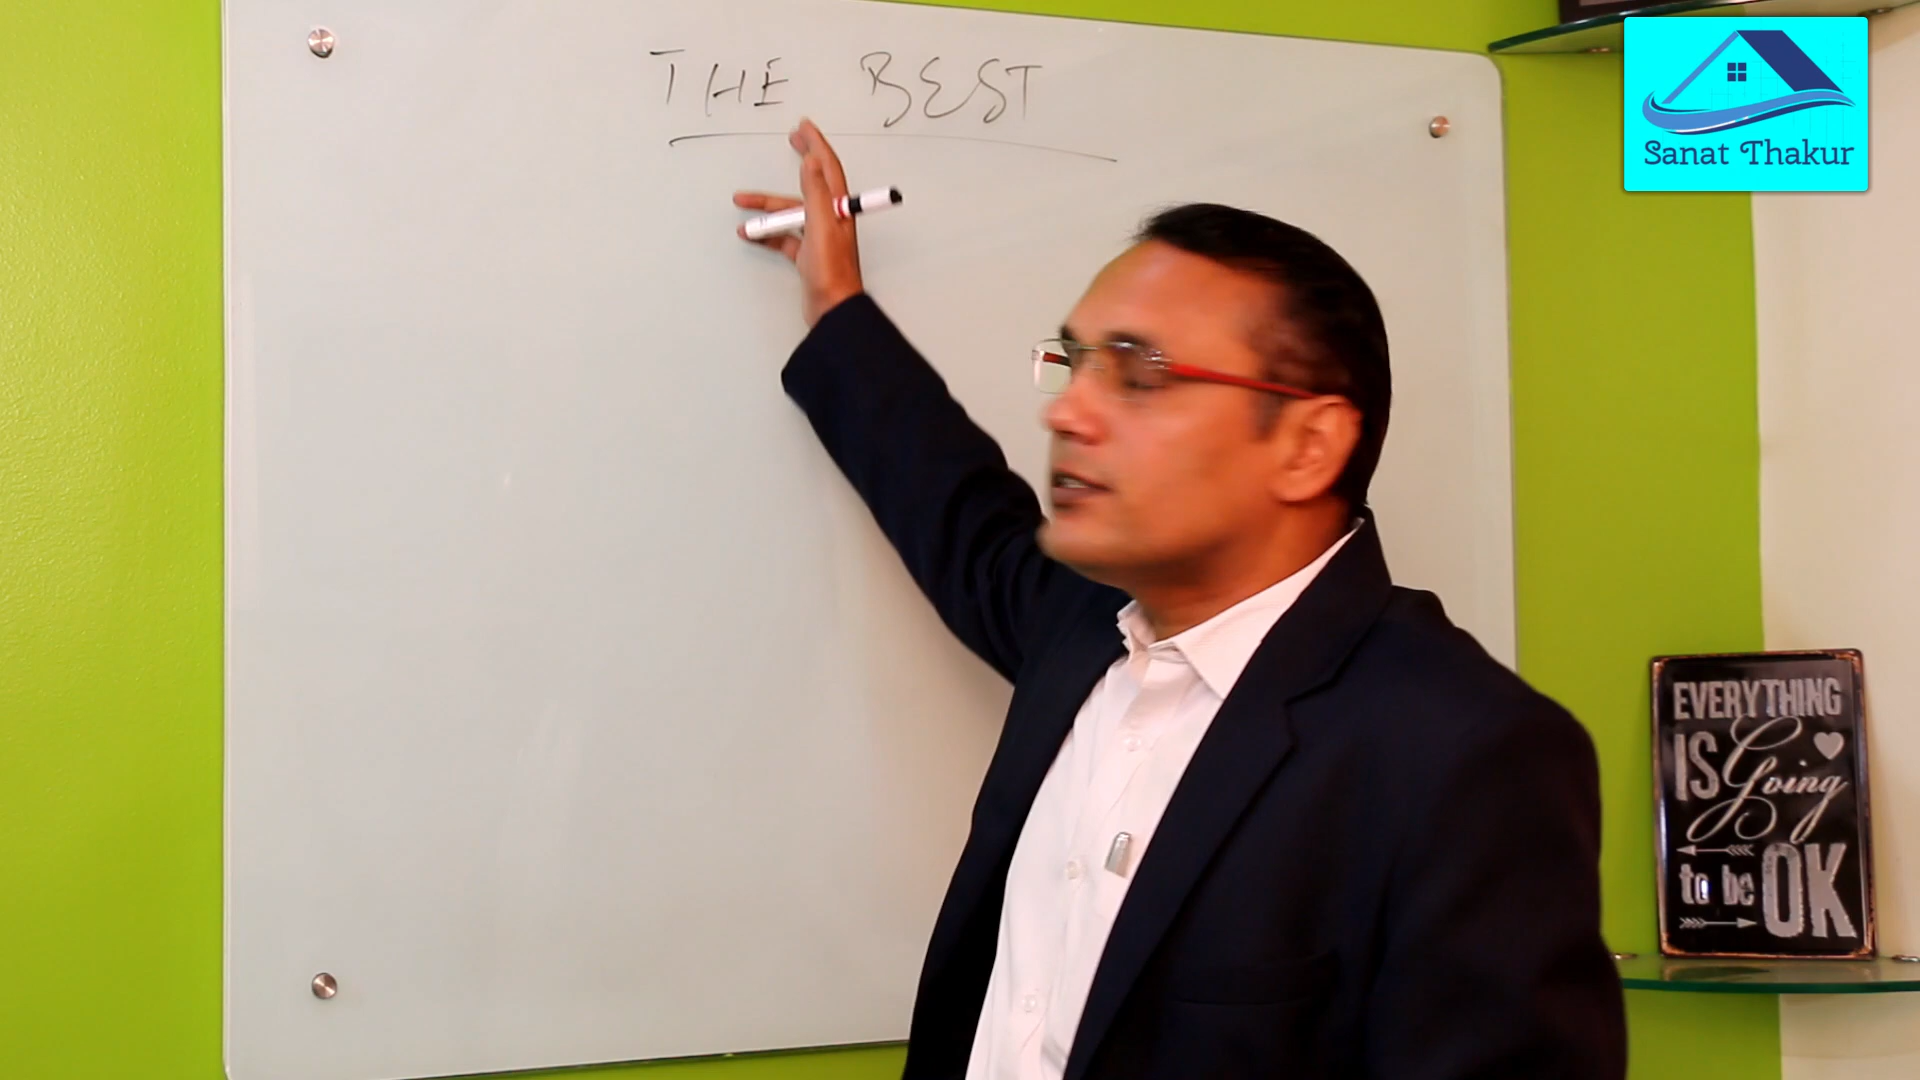 THE BEST
Sanat Thakur
EVERYTHING
IS Going
to be OK